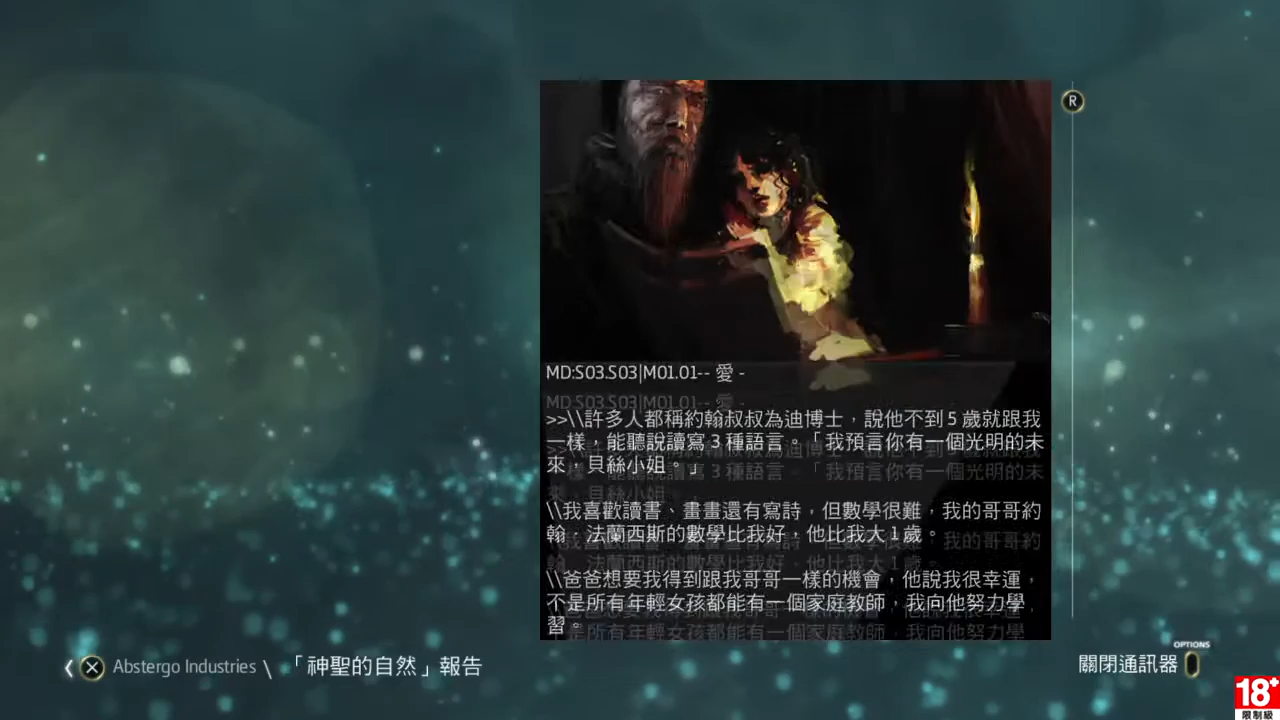 R
MD:S03.S03|M01.01-- 愛 -
>>\\許多人都稱約翰叔叔為迪博士，說他不到 5 歲就跟我
一樣，能聽說讀寫 3 種語言。「我預言你有一個光明的未
來，貝絲小姐。」
\\我喜歡讀書、畫畫還有寫詩，但數學很難，我的哥哥約
翰．法蘭西斯的數學比我好，他比我大 1 歲。
\\爸爸想要我得到跟我哥哥一樣的機會，他說我很幸運，
不是所有年輕女孩都能有一個家庭教師，我向他努力學
習。
Abstergo Industries \ 「神聖的自然」報告
OPTIONS
關閉通訊器
18+
限制級